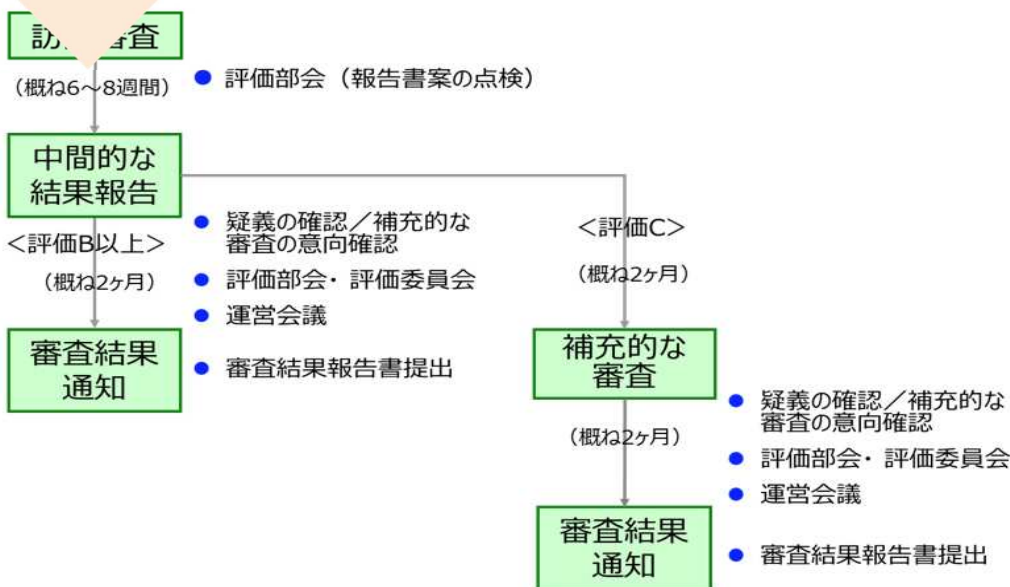 訪 審査
(概ね6～8週間)
● 評価部会（報告書案の点検）
中間的な
結果報告
＜評価B以上＞
(概ね2ヶ月)
● 疑義の確認／補充的な
審査の意向確認
● 評価部会・評価委員会
● 運営会議
審査結果
通知
● 審査結果報告書提出
＜評価C＞
(概ね2ヶ月)
補充的な
審査
(概ね2ヶ月)
● 疑義の確認／補充的な
審査の意向確認
● 評価部会・評価委員会
● 運営会議
審査結果
通知
● 審査結果報告書提出